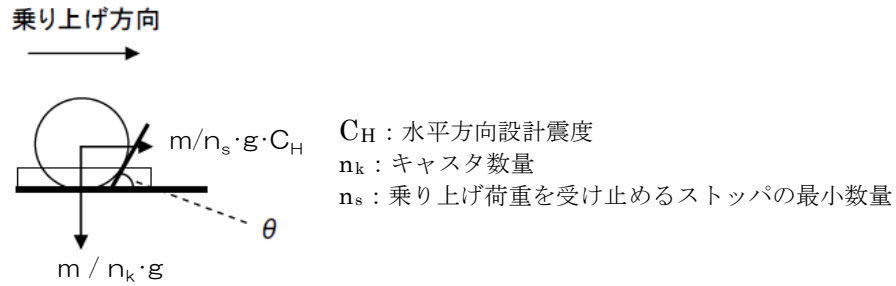 乗り上げ方向
m/nₛ·g·C_H
C_H：水平方向設計震度
nₖ：キャスタ数量
nₛ：乗り上げ荷重を受け止めるストッパの最小数量
θ
m / nₖ·g